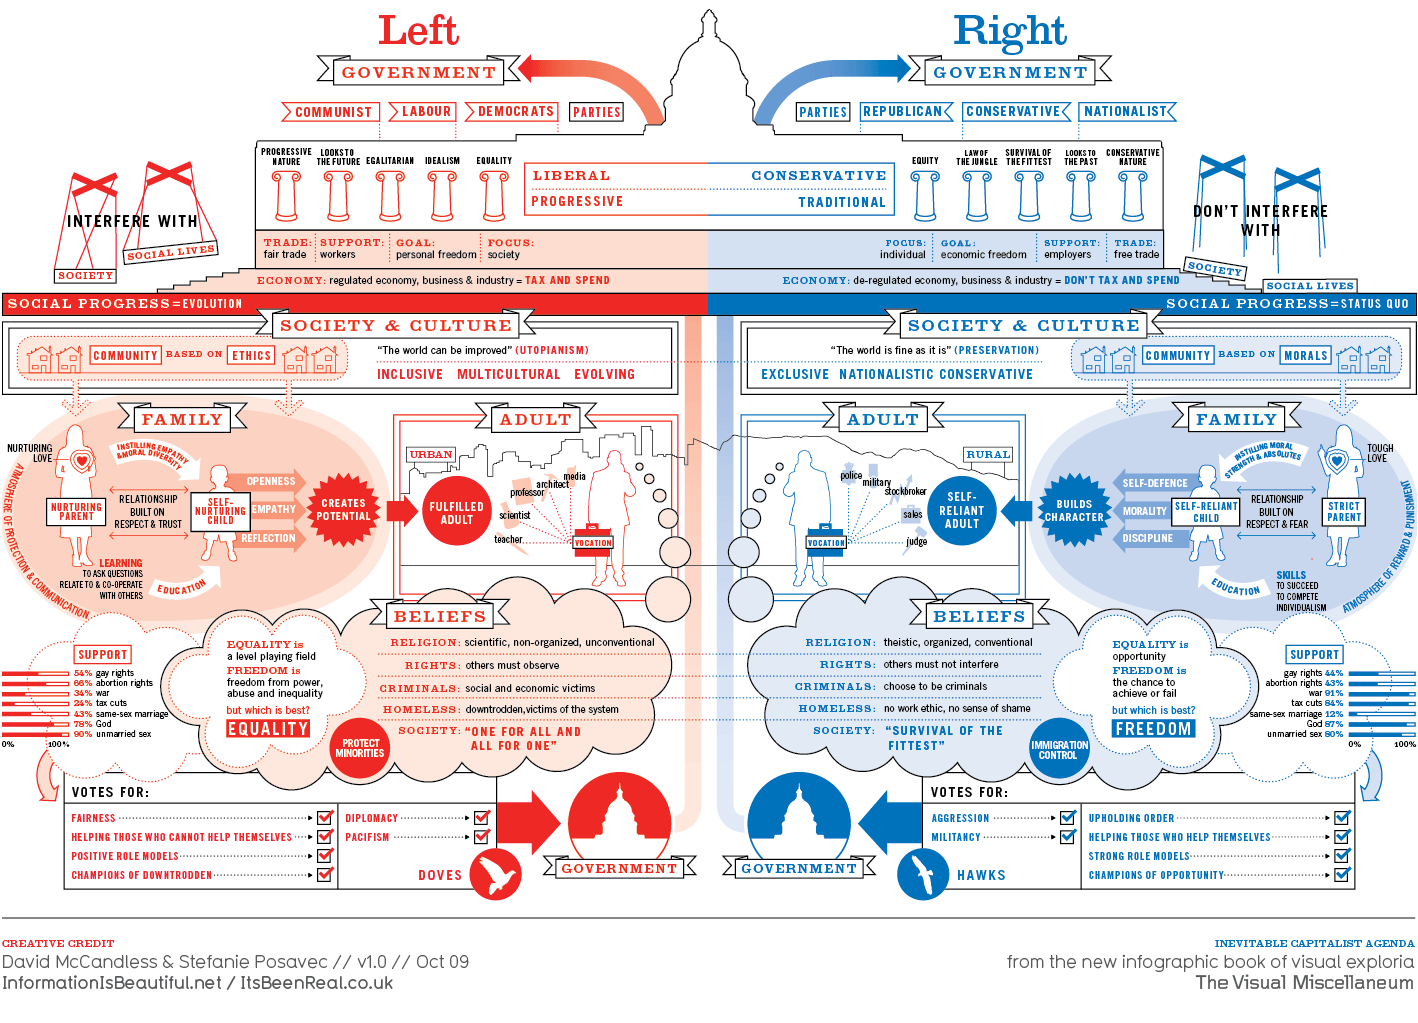 Left
Right
GOVERNMENT
GOVERNMENT
COMMUNIST
LABOUR
DEMOCRATS
PARTIES
PARTIES
REPUBLICAN
CONSERVATIVE
NATIONALIST
PROGRESSIVE
NATURE
LOOKS TO
THE FUTURE
EGALITARIAN
IDEALISM
EQUALITY
LIBERAL
CONSERVATIVE
PROGRESSIVE
TRADITIONAL
EQUITY
LAW OF
THE JUNGLE
SURVIVAL OF
THE FITTEST
LOOKS TO
THE PAST
CONSERVATIVE
NATURE
INTERFERE WITH
SOCIETY
SOCIAL LIVES
DON'T INTERFERE
WITH
SOCIETY
SOCIAL LIVES
TRADE:
fair trade
SUPPORT:
workers
GOAL:
personal freedom
FOCUS:
society
FOCUS:
individual
GOAL:
economic freedom
SUPPORT:
employers
TRADE:
free trade
ECONOMY: regulated economy, business & industry = TAX AND SPEND
ECONOMY: de-regulated economy, business & industry = DON'T TAX AND SPEND
SOCIAL PROGRESS=EVOLUTION
SOCIAL PROGRESS=STATUS QUO
SOCIETY & CULTURE
SOCIETY & CULTURE
COMMUNITY BASED ON ETHICS
"The world can be improved" (UTOPIANISM)
INCLUSIVE MULTICULTURAL EVOLVING
"The world is fine as it is" (PRESERVATION)
EXCLUSIVE NATIONALISTIC CONSERVATIVE
COMMUNITY BASED ON MORALS
FAMILY
NURTURING
LOVE
INSTILLING EMPATHY
& MORAL DIVERSITY
ATMOSPHERE OF PROTECTION & COMMUNICATION
NURTURING
PARENT
RELATIONSHIP
BUILT ON
RESPECT & TRUST
SELF-
NURTURING
CHILD
OPENNESS
EMPATHY
REFLECTION
CREATES
POTENTIAL
LEARNING
TO ASK QUESTIONS
RELATE TO & CO-OPERATE
WITH OTHERS
EDUCATION
ADULT
URBAN
FULFILLED
ADULT
media
architect
professor
scientist
teacher
VOCATION
ADULT
RURAL
police
military
stockbroker
sales
judge
VOCATION
SELF-
RELIANT
ADULT
FAMILY
TOUGH
LOVE
INSTILLING MORAL
STRENGTH & ABSOLUTES
BUILDS
CHARACTER
SELF-DEFENCE
MORALITY
DISCIPLINE
SELF-RELIANT
CHILD
RELATIONSHIP
BUILT ON
RESPECT & FEAR
STRICT
PARENT
EDUCATION
SKILLS
TO SUCCEED
TO COMPETE
INDIVIDUALISM
ATMOSPHERE OF REWARD & PUNISHMENT
SUPPORT
54% gay rights
66% abortion rights
34% war
24% tax cuts
43% same-sex marriage
78% God
90% unmarried sex
0% 100%
EQUALITY is
a level playing field
FREEDOM is
freedom from power,
abuse and inequality
but which is best?
EQUALITY
BELIEFS
RELIGION: scientific, non-organized, unconventional
RIGHTS: others must observe
CRIMINALS: social and economic victims
HOMELESS: downtrodden,victims of the system
SOCIETY: "ONE FOR ALL AND
ALL FOR ONE"
PROTECT
MINORITIES
BELIEFS
RELIGION: theistic, organized, conventional
RIGHTS: others must not interfere
CRIMINALS: choose to be criminals
HOMELESS: no work ethic, no sense of shame
SOCIETY: "SURVIVAL OF THE
FITTEST"
IMMIGRATION
CONTROL
EQUALITY is
opportunity
FREEDOM is
the chance to
achieve or fail
but which is best?
FREEDOM
SUPPORT
gay rights 44%
abortion rights 43%
war 91%
tax cuts 84%
same-sex marriage 12%
God 87%
unmarried sex 80%
0% 100%
VOTES FOR:
FAIRNESS
HELPING THOSE WHO CANNOT HELP THEMSELVES
POSITIVE ROLE MODELS
CHAMPIONS OF DOWNTRODDEN
DIPLOMACY
PACIFISM
DOVES
GOVERNMENT
GOVERNMENT
VOTES FOR:
AGGRESSION
MILITANCY
HAWKS
UPHOLDING ORDER
HELPING THOSE WHO HELP THEMSELVES
STRONG ROLE MODELS
CHAMPIONS OF OPPORTUNITY
CREATIVE CREDIT
David McCandless & Stefanie Posavec // v1.0 // Oct 09
InformationIsBeautiful.net / ItsBeenReal.co.uk
INEVITABLE CAPITALIST AGENDA
from the new infographic book of visual exploria
The Visual Miscellaneum